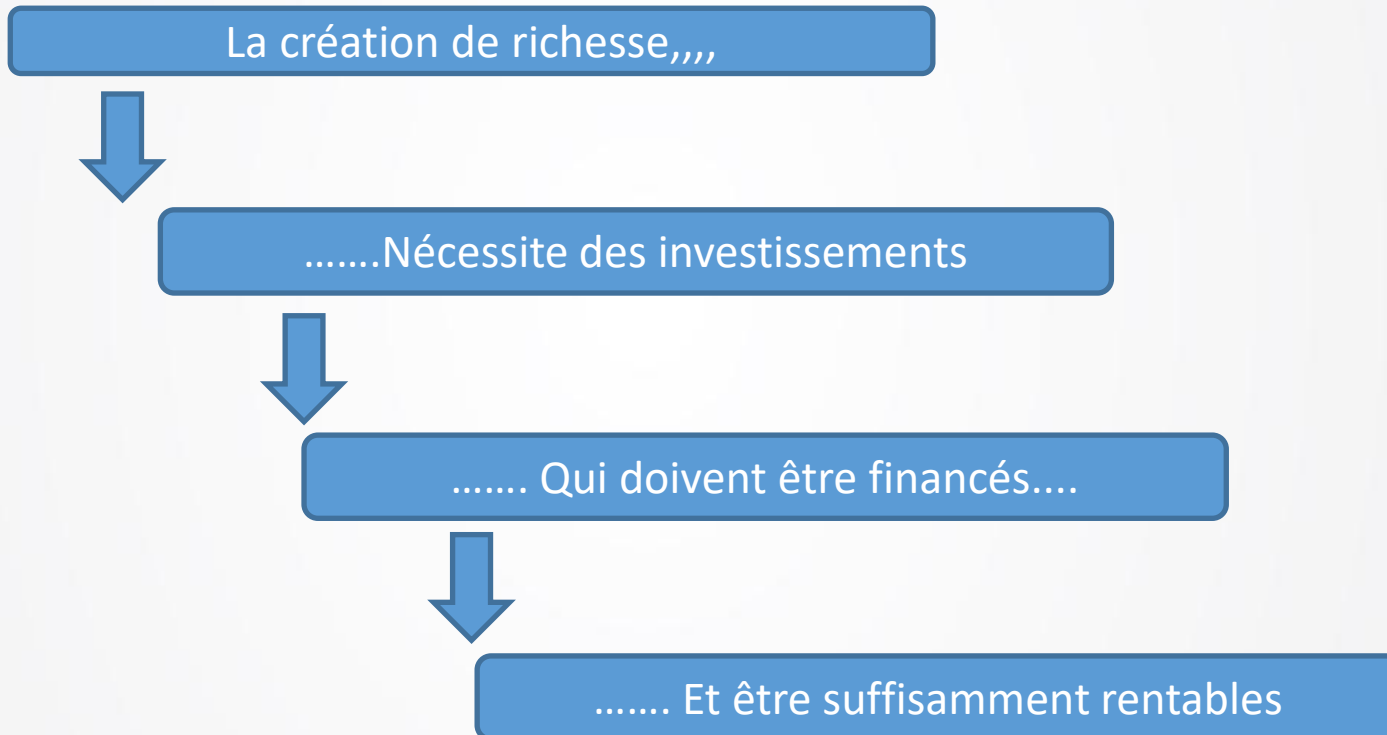 La création de richesse,,,,
.......Nécessite des investissements
....... Qui doivent être financés....
....... Et être suffisamment rentables